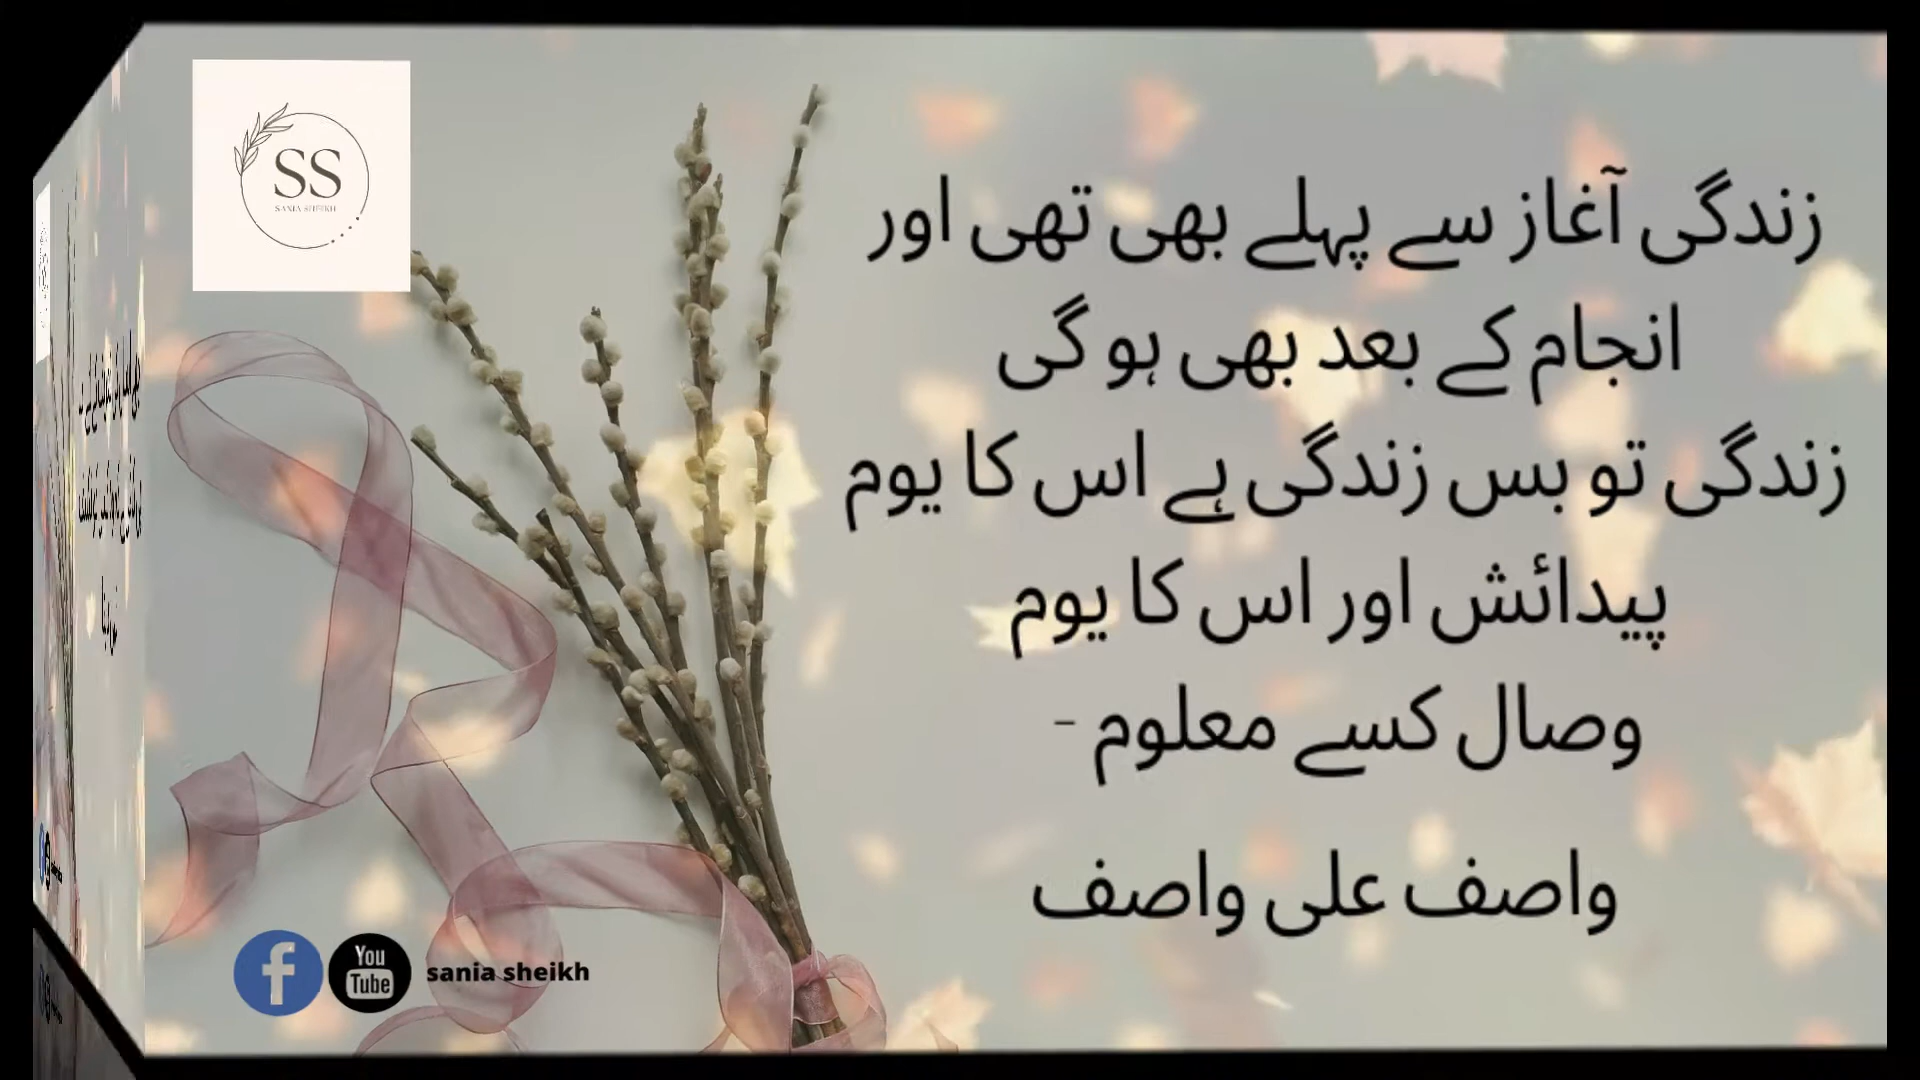 SS
SANIA SHEIKH
زندگی آغاز سے پہلے بھی تھی اور
انجام کے بعد بھی ہو گی
زندگی تو بس زندگی ہے اس کا یوم
پیدائش اور اس کا یوم
وصال کسے معلوم -
واصف علی واصف
f
You
Tube
sania sheikh